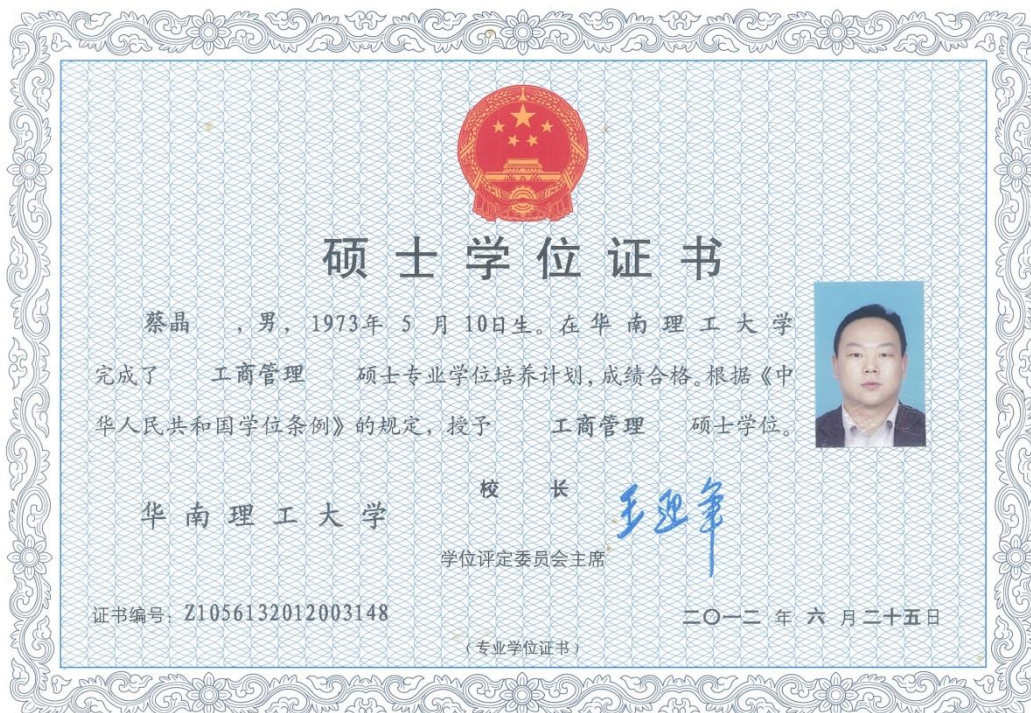 硕士学位证书
蔡晶 ，男，1973年 5 月 10日生。在华南理工大学
完成了 工商管理 硕士专业学位培养计划，成绩合格。根据《中
华人民共和国学位条例》的规定，授予 工商管理 硕士学位。
校 长 王迎军
华南理工大学
学位评定委员会主席
证书编号：Z1056132012003148
二〇一二 年 六 月 二十五日
（专业学位证书）